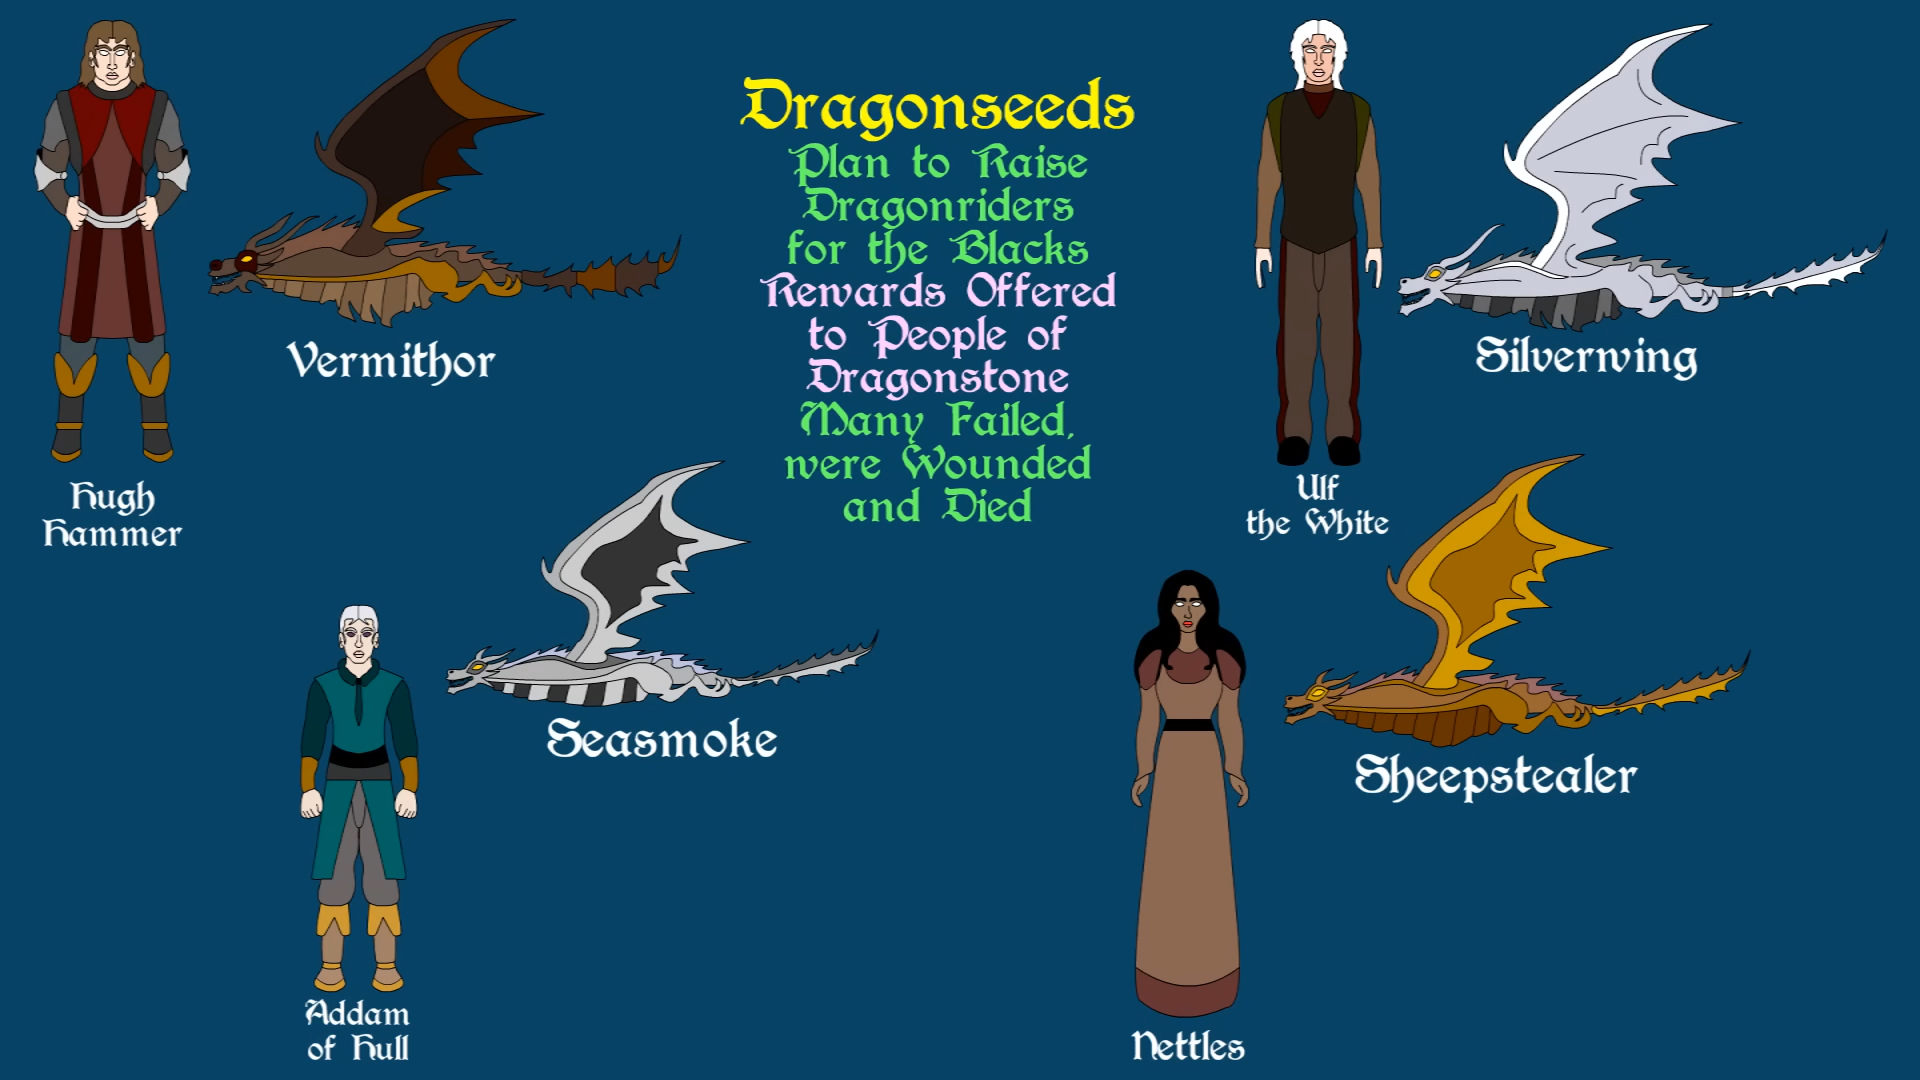 Dragonseeds
Plan to Raise
Dragonriders
for the Blacks
Rewards Offered
to People of
Dragonstone
Many Failed,
were Wounded
and Died
Vermithor
Silverwing
Hugh
Hammer
Ulf
the White
Seasmoke
Sheepstealer
Addam
of Hull
Nettles